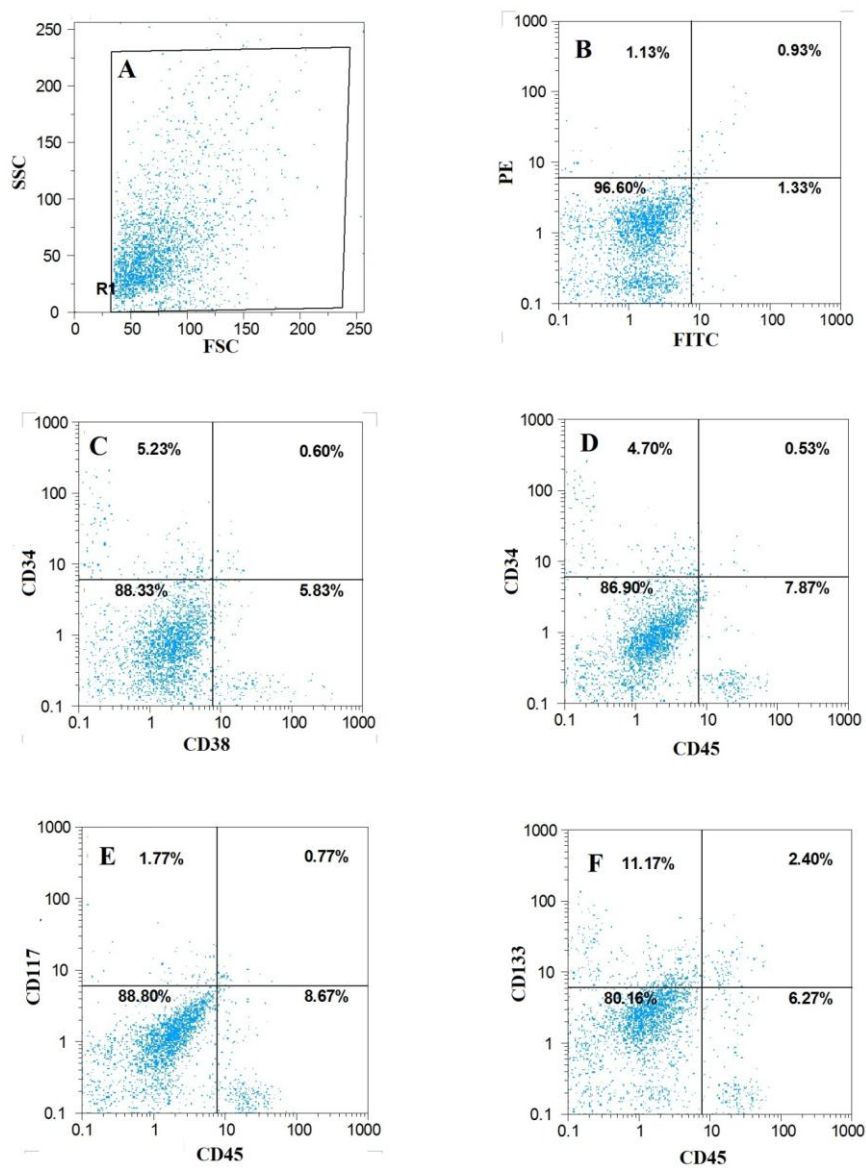 A
250
200
150
100
50
0
SSC
R1
0 50 100 150 200 250
FSC
B
1.13% 0.93%
1000
100
10
1
0.1
PE
96.60% 1.33%
0.1 1 10 100 1000
FITC
C
5.23% 0.60%
1000
100
10
1
0.1
CD34
88.33% 5.83%
0.1 1 10 100 1000
CD38
D
4.70% 0.53%
1000
100
10
1
0.1
CD34
86.90% 7.87%
0.1 1 10 100 1000
CD45
E
1.77% 0.77%
1000
100
10
1
0.1
CD117
88.80% 8.67%
0.1 1 10 100 1000
CD45
F
11.17% 2.40%
1000
100
10
1
0.1
CD133
80.16% 6.27%
0.1 1 10 100 1000
CD45